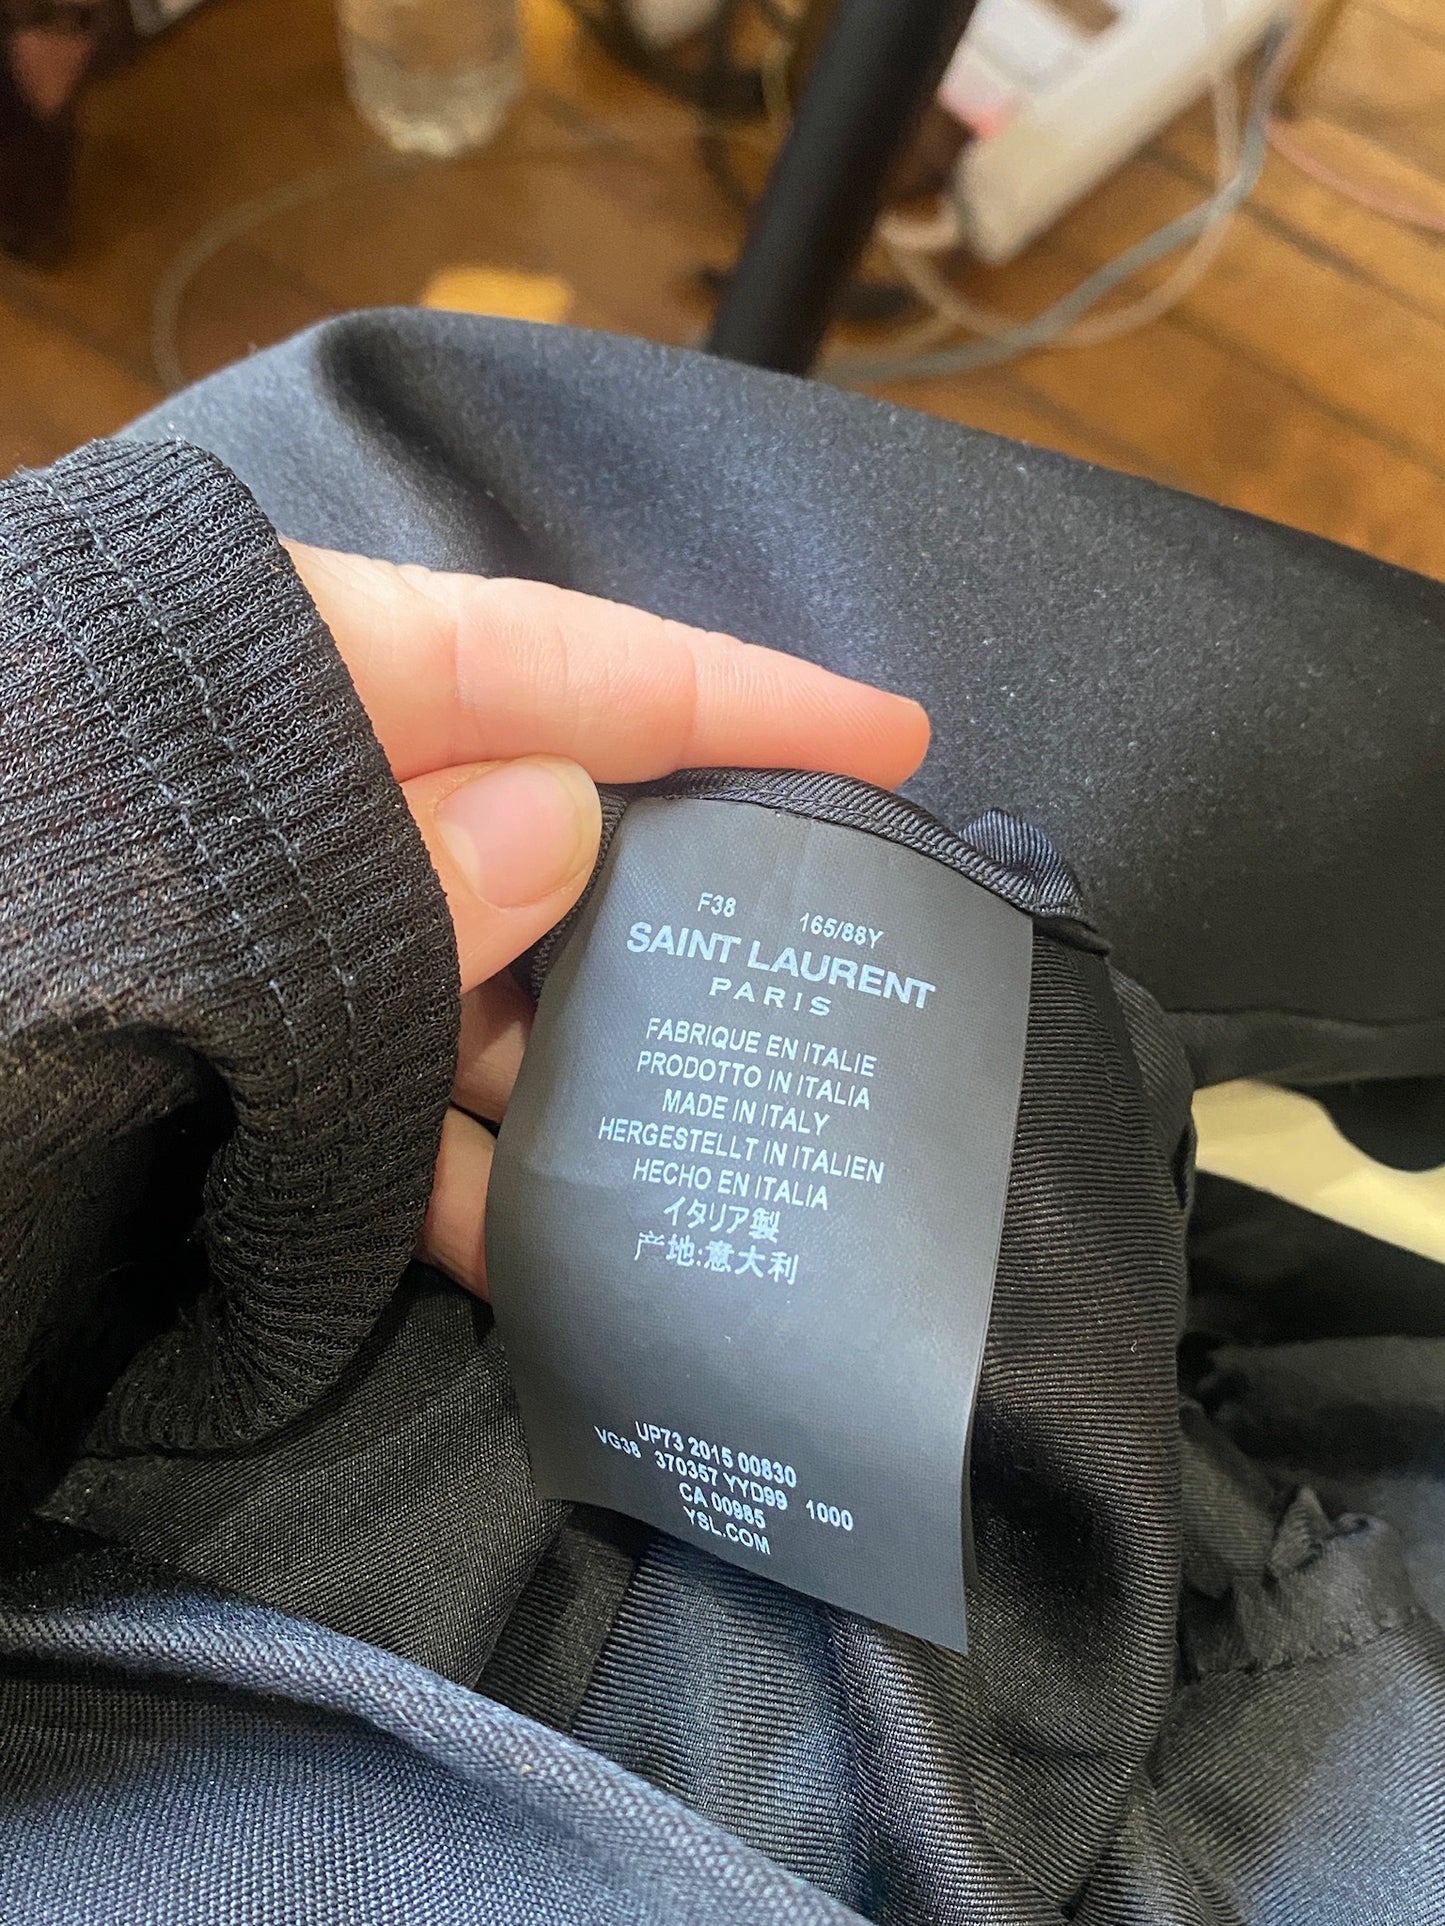 F38 165/88Y
SAINT LAURENT
PARIS
FABRIQUE EN ITALIE
PRODOTTO IN ITALIA
MADE IN ITALY
HERGESTELLT IN ITALIEN
HECHO EN ITALIA
イタリア製
产地:意大利
UP73 2015 00830
VG38 370357 YYD99 1000
CA 00985
YSL.COM